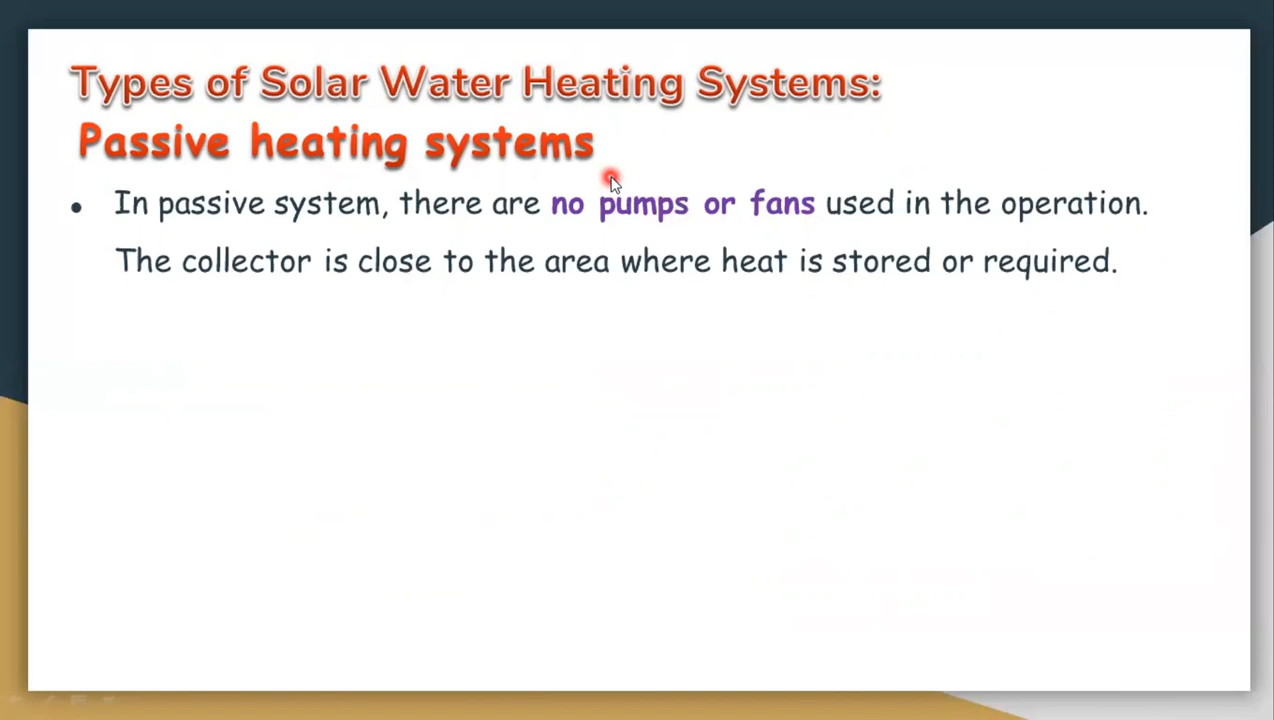 Types of Solar Water Heating Systems:
Passive heating systems
• In passive system, there are no pumps or fans used in the operation.
The collector is close to the area where heat is stored or required.